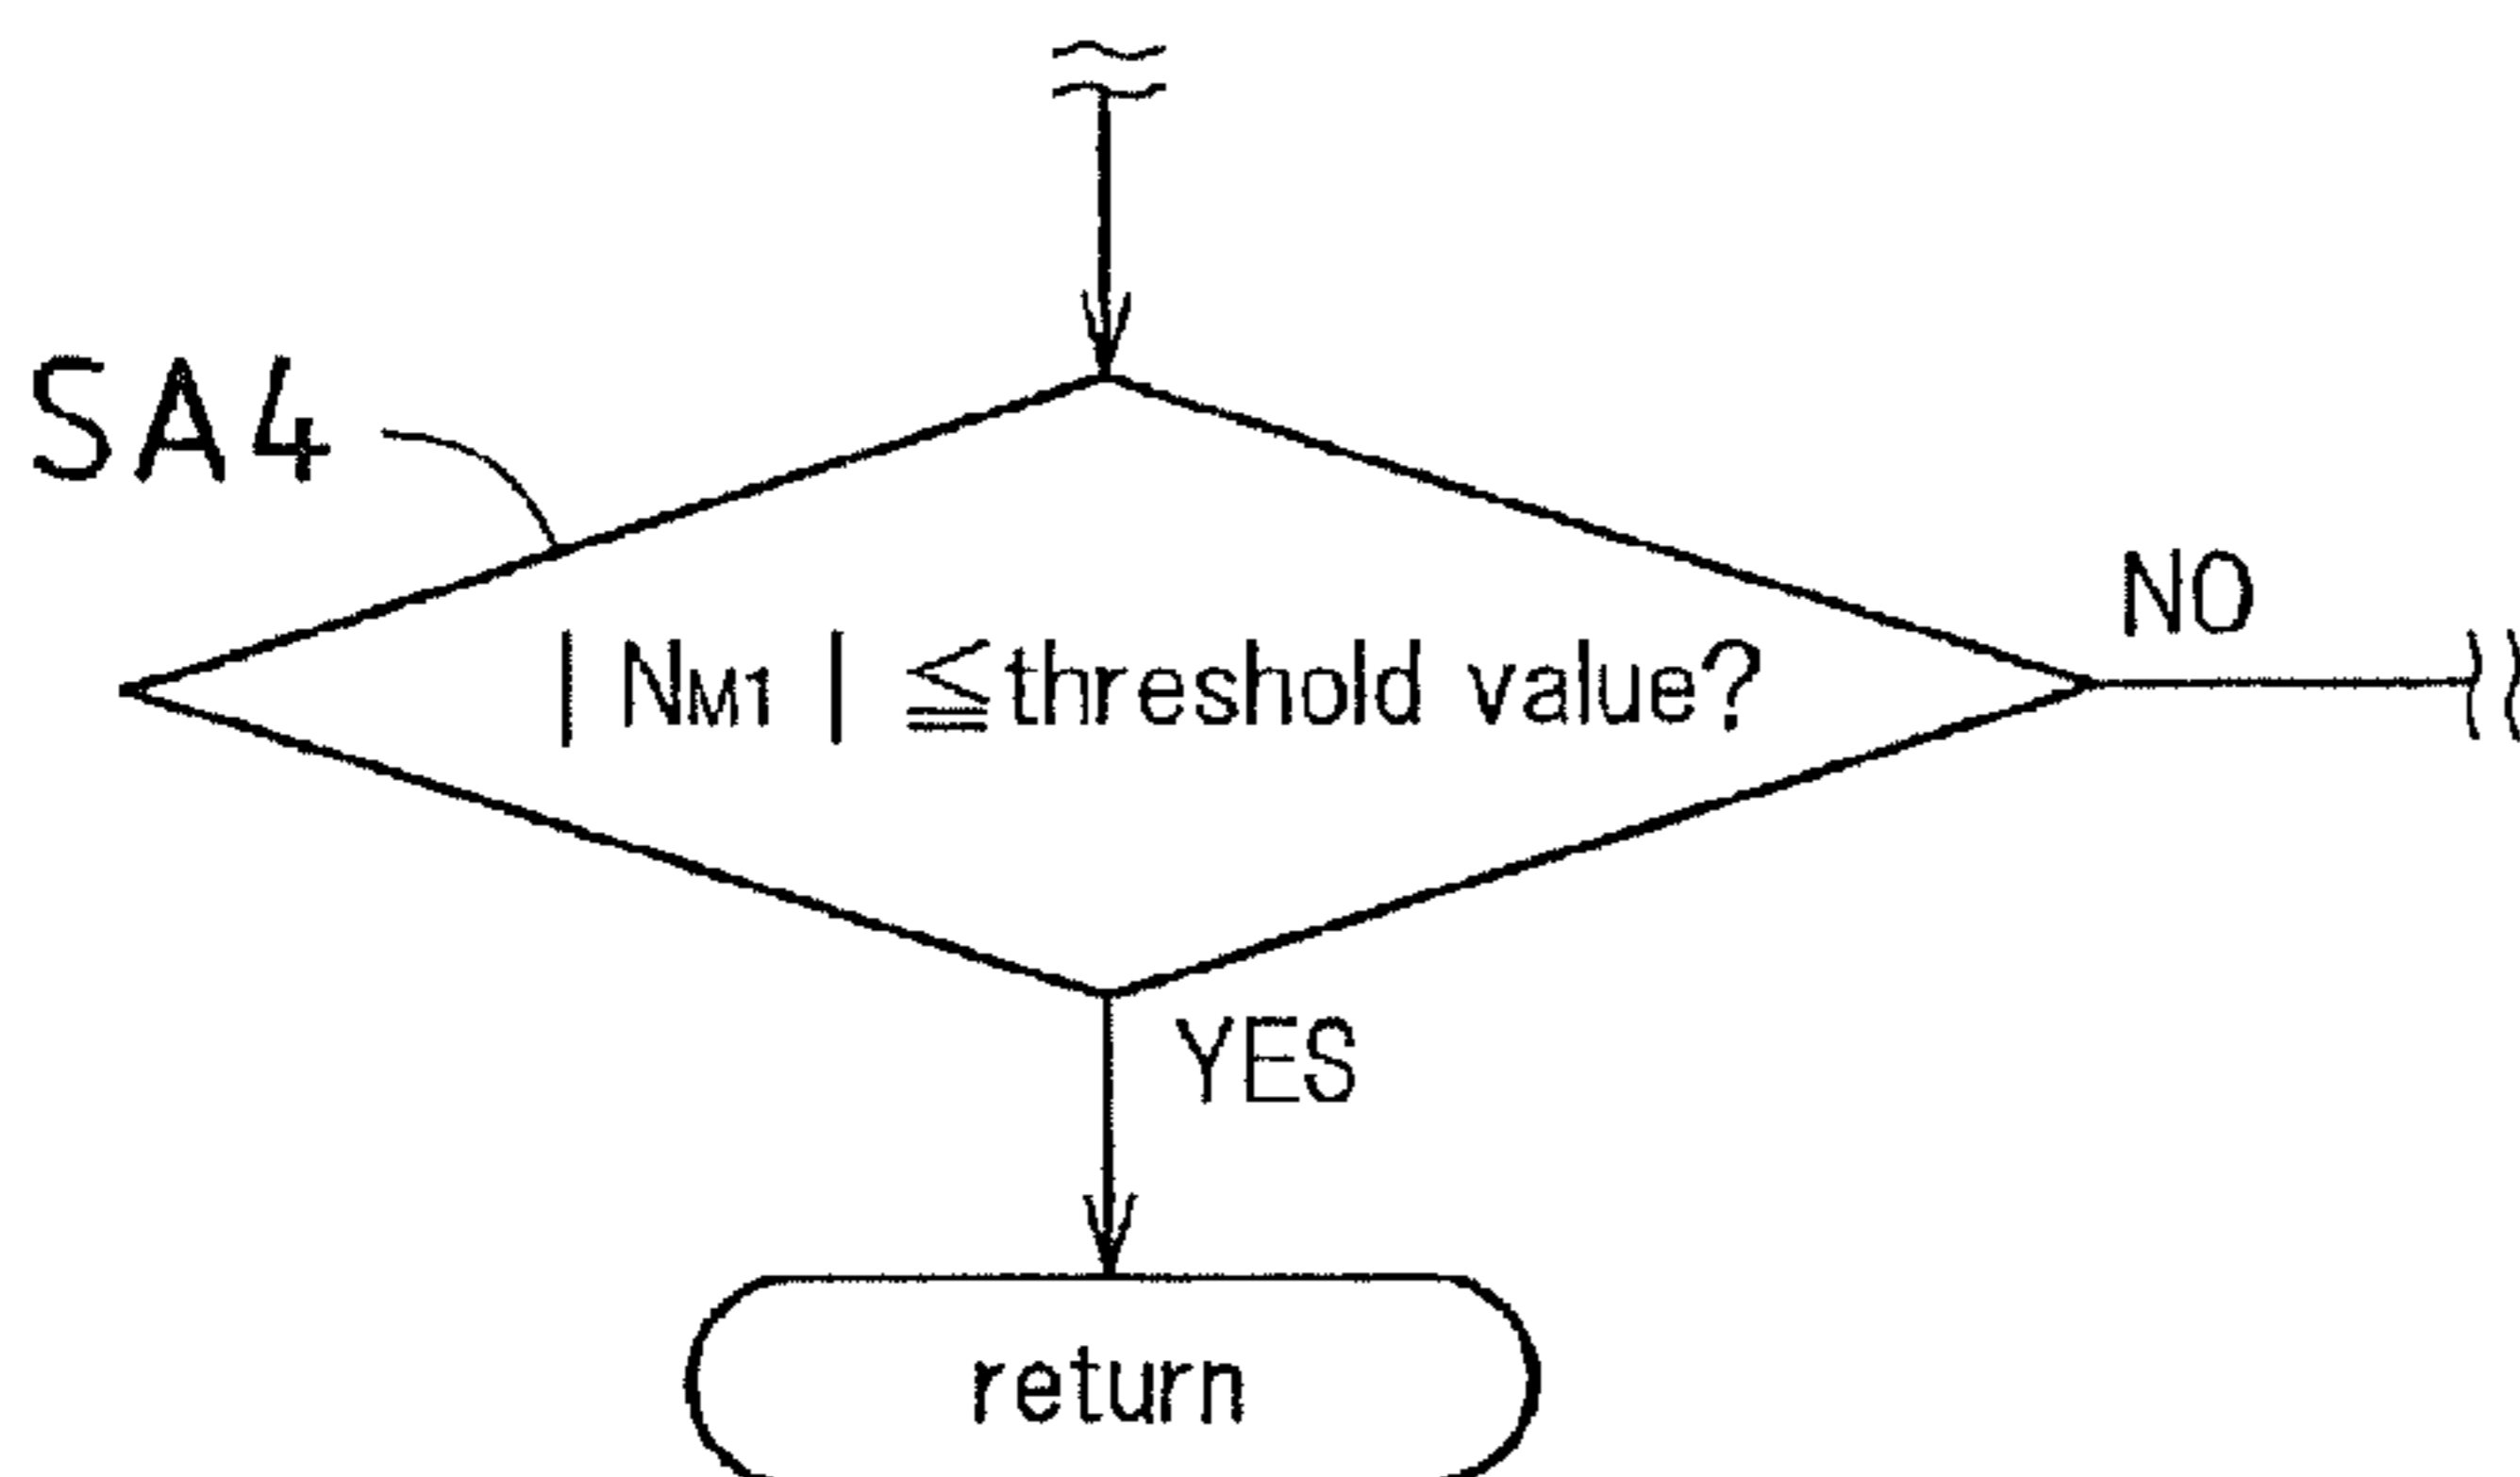 SA4
NO
| NM1 | ≦threshold value?
YES
return